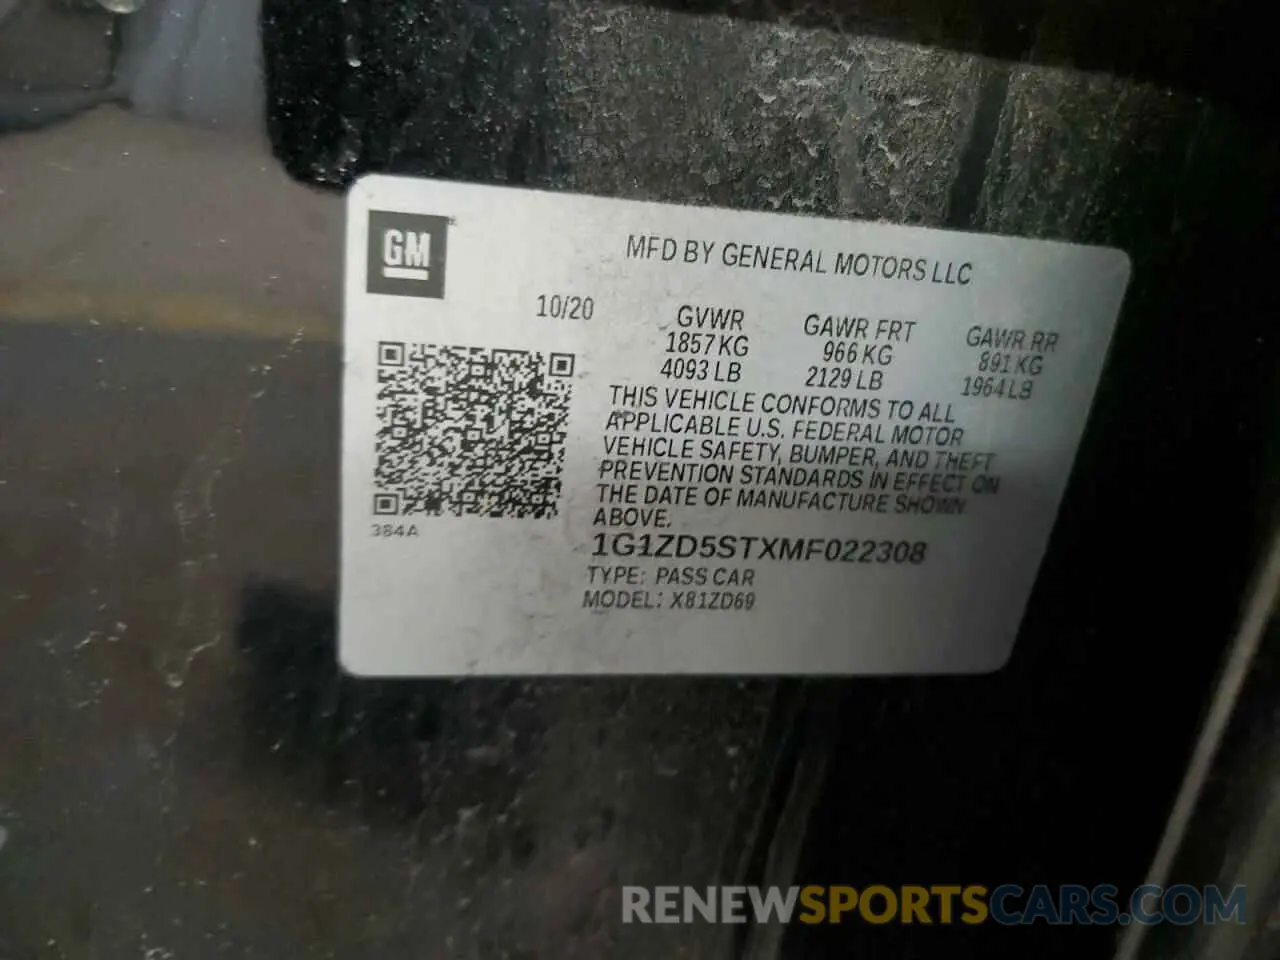 GM
MFD BY GENERAL MOTORS LLC
10/20
GVWR
1857 KG
4093 LB
GAWR FRT
966 KG
2129 LB
GAWR RR
891 KG
1964 LB
THIS VEHICLE CONFORMS TO ALL
APPLICABLE U.S. FEDERAL MOTOR
VEHICLE SAFETY, BUMPER, AND THEFT
PREVENTION STANDARDS IN EFFECT ON
THE DATE OF MANUFACTURE SHOWN
ABOVE.
384A
1G1ZD5STXMF022308
TYPE: PASS CAR
MODEL: X81ZD69
RENEWSPORTSCARS.COM